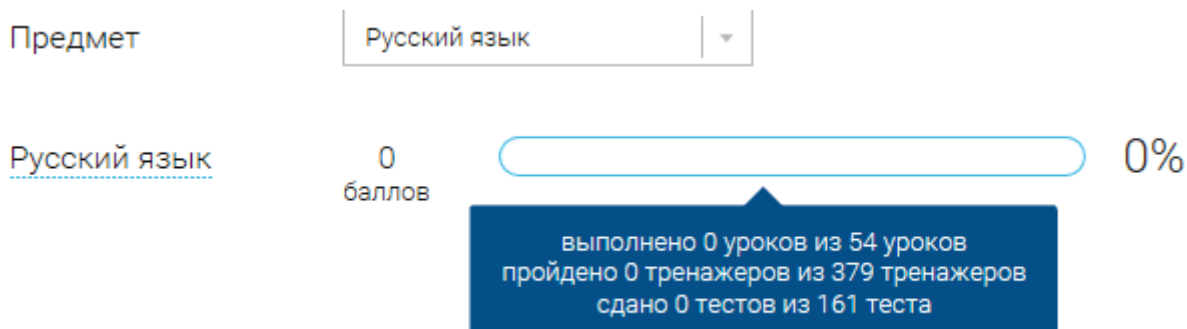 Предмет
Русский язык
Русский язык
0
баллов
0%
выполнено 0 уроков из 54 уроков
пройдено 0 тренажеров из 379 тренажеров
сдано 0 тестов из 161 теста